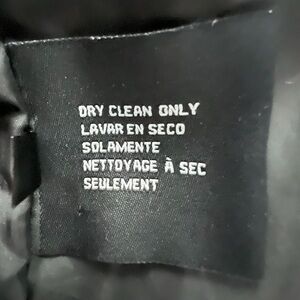 DRY CLEAN ONLY
LAVAR EN SECO
SOLAMENTE
NETTOYAGE À SEC
SEULEMENT